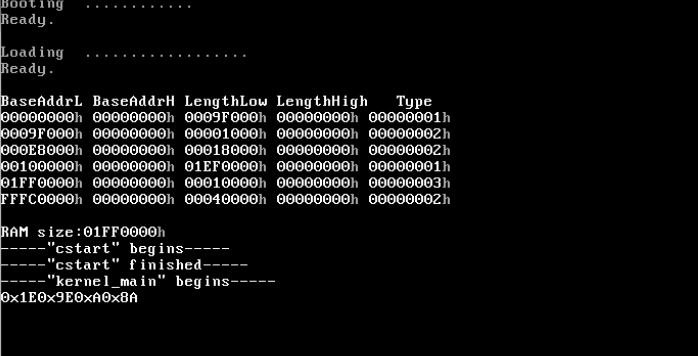 Booting  .............
Ready.
Loading  ...................
Ready.
BaseAddrL BaseAddrH LengthLow LengthHigh   Type
00000000h 00000000h 0009F000h 00000000h 00000001h
0009F000h 00000000h 00001000h 00000000h 00000002h
000E8000h 00000000h 00018000h 00000000h 00000002h
00100000h 00000000h 01EF0000h 00000000h 00000001h
01FF0000h 00000000h 00010000h 00000000h 00000003h
FFFC0000h 00000000h 00040000h 00000000h 00000002h
RAM size:01FF0000h
-----"cstart" begins-----
-----"cstart" finished-----
-----"kernel_main" begins-----
0x1E0x9E0xA0x8A